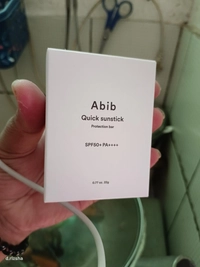 Abib
Quick sunstick
Protection bar
SPF50+ PA++++